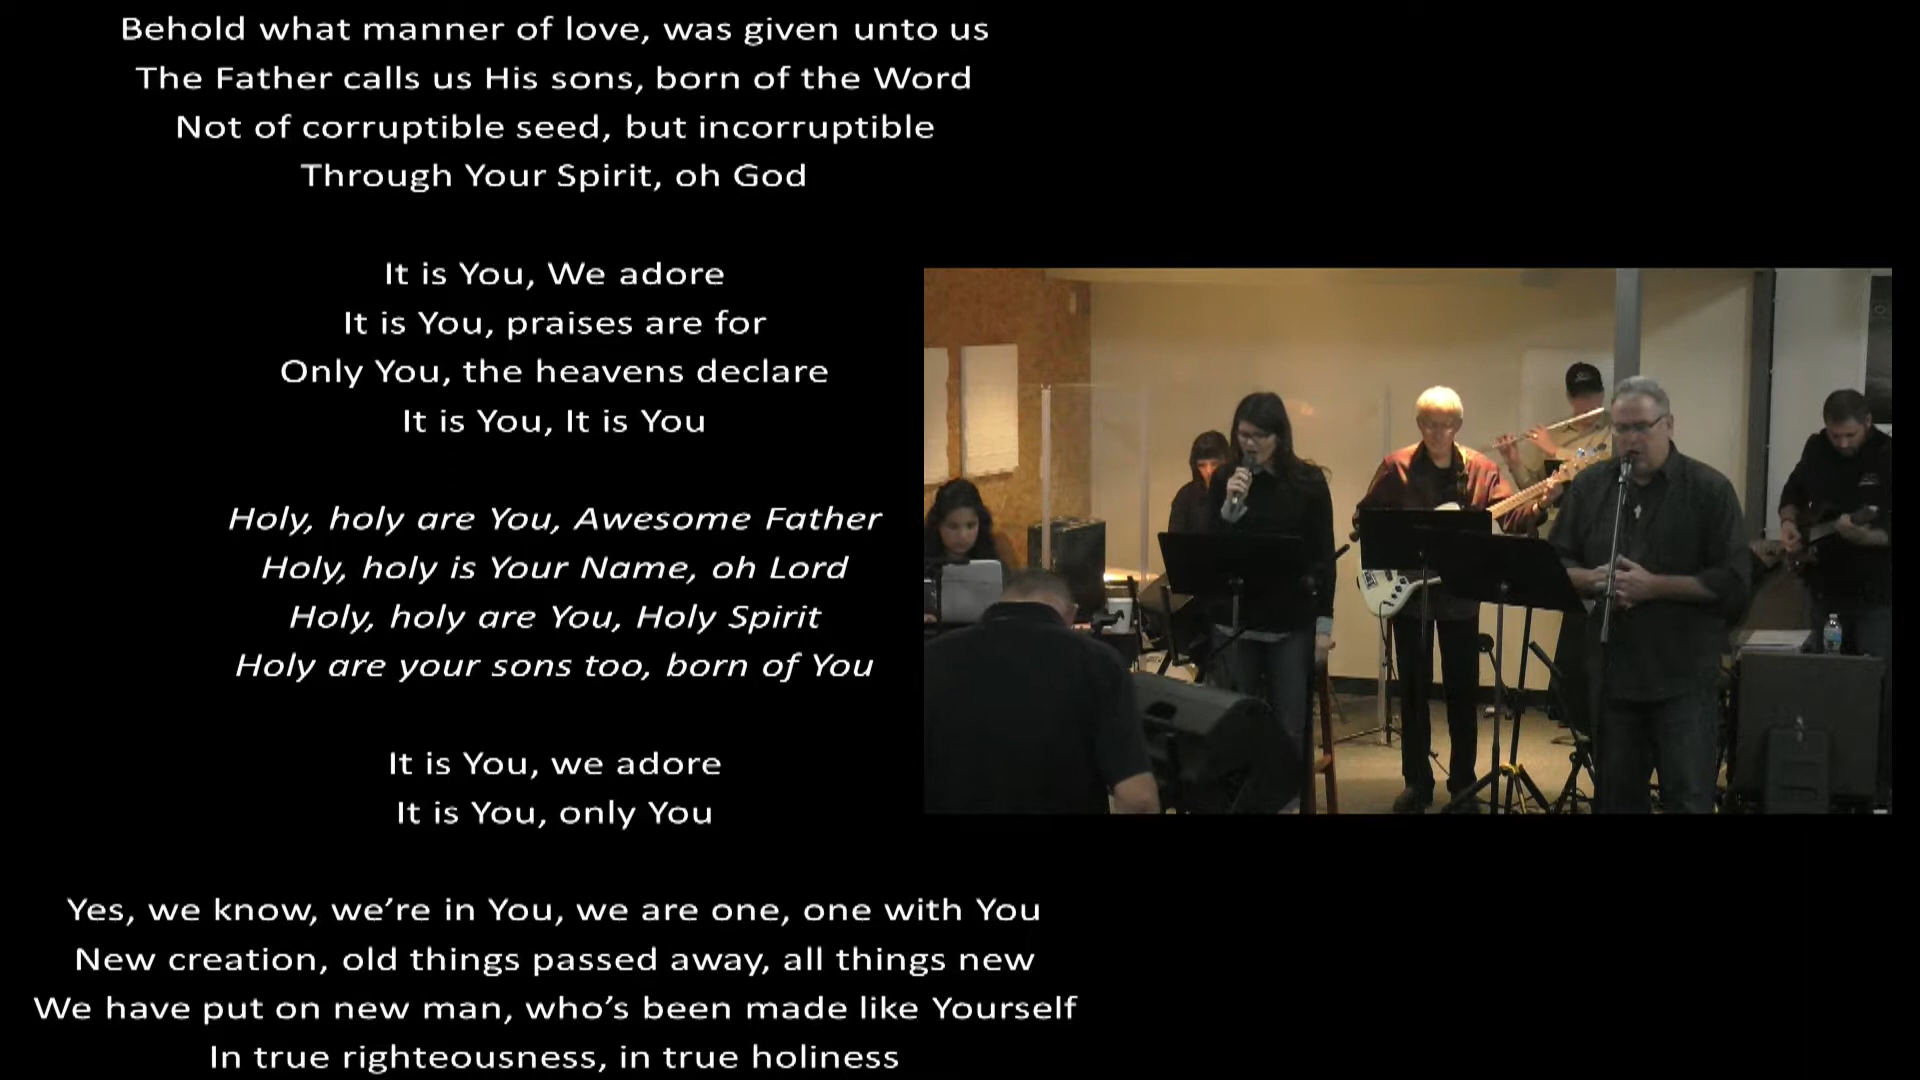 Behold what manner of love, was given unto us
The Father calls us His sons, born of the Word
Not of corruptible seed, but incorruptible
Through Your Spirit, oh God
It is You, We adore
It is You, praises are for
Only You, the heavens declare
It is You, It is You
Holy, holy are You, Awesome Father
Holy, holy is Your Name, oh Lord
Holy, holy are You, Holy Spirit
Holy are your sons too, born of You
It is You, we adore
It is You, only You
Yes, we know, we’re in You, we are one, one with You
New creation, old things passed away, all things new
We have put on new man, who’s been made like Yourself
In true righteousness, in true holiness